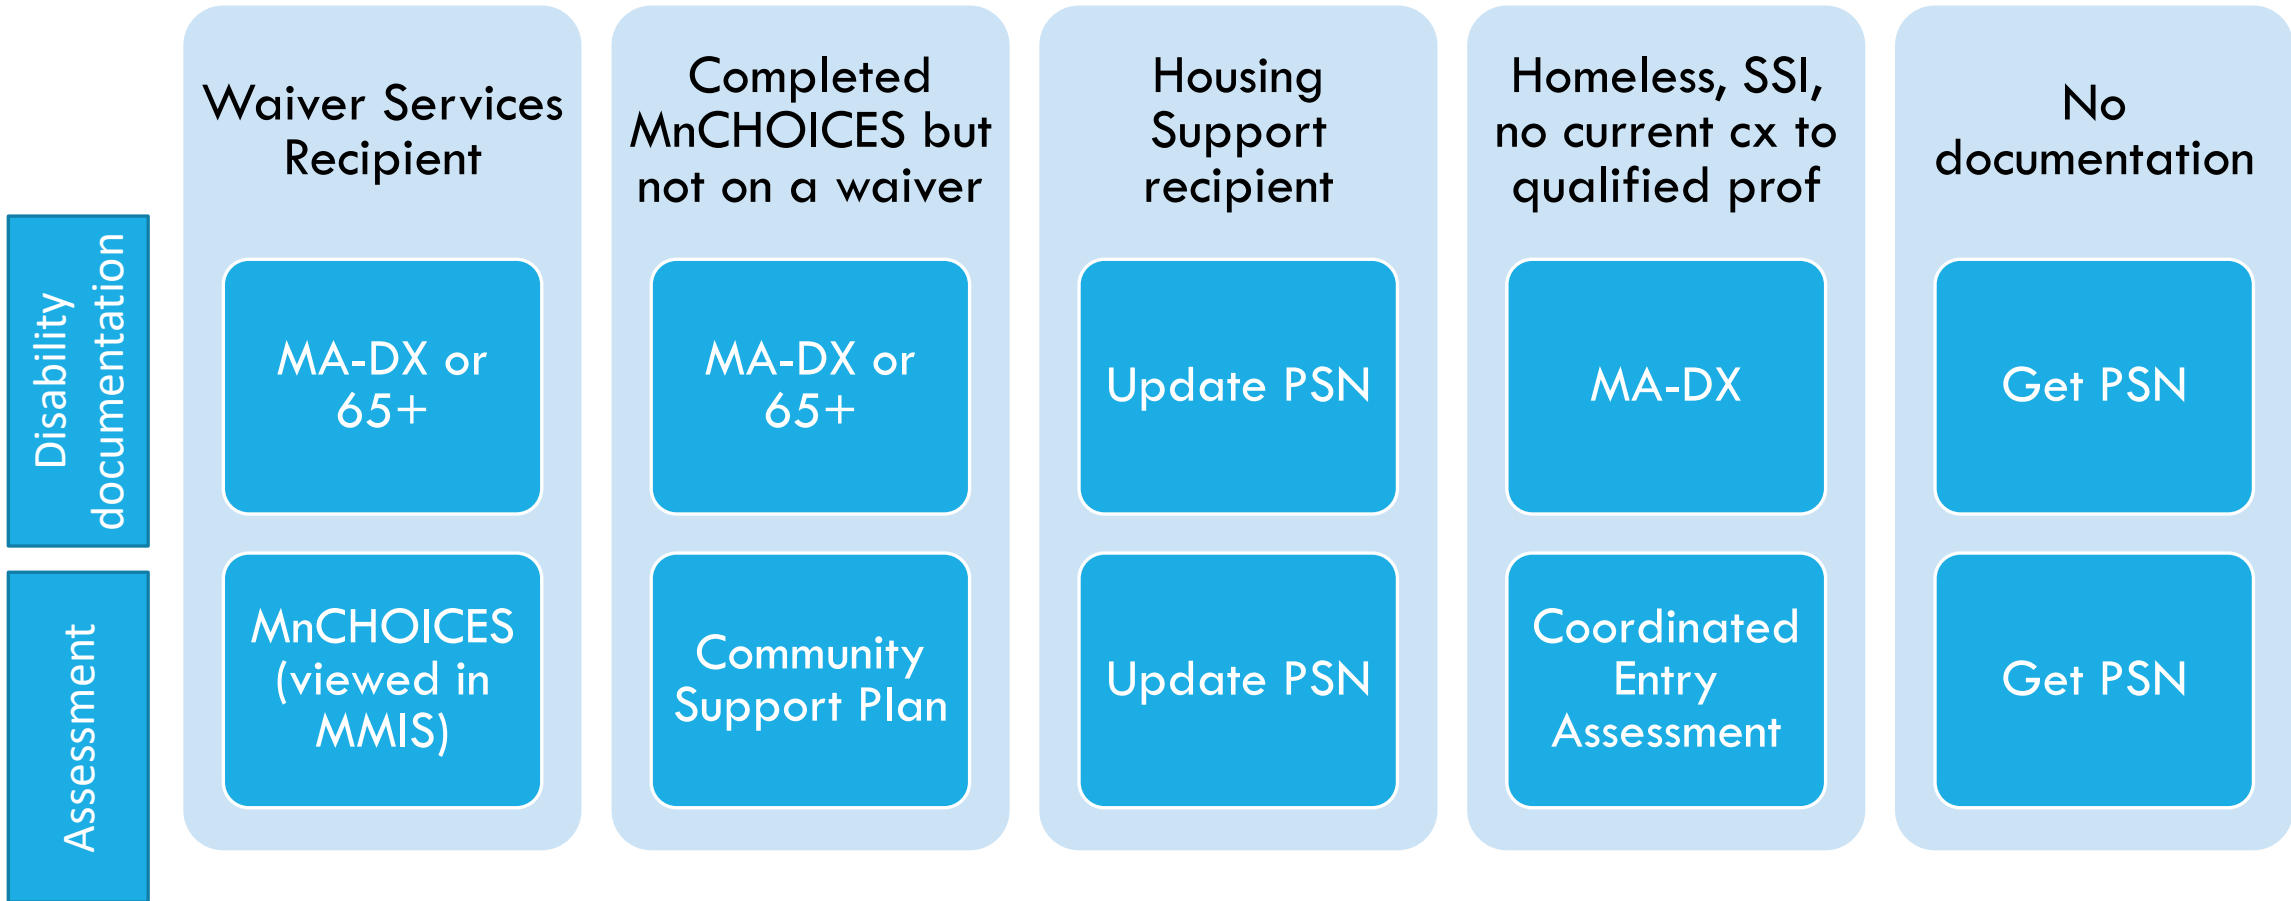 Waiver Services
Recipient
Completed
MnCHOICES but
not on a waiver
Housing
Support
recipient
Homeless, SSI,
no current cx to
qualified prof
No
documentation
Disability
documentation
MA-DX or
65+
MA-DX or
65+
Update PSN
MA-DX
Get PSN
Assessment
MnCHOICES
(viewed in
MMIS)
Community
Support Plan
Update PSN
Coordinated
Entry
Assessment
Get PSN